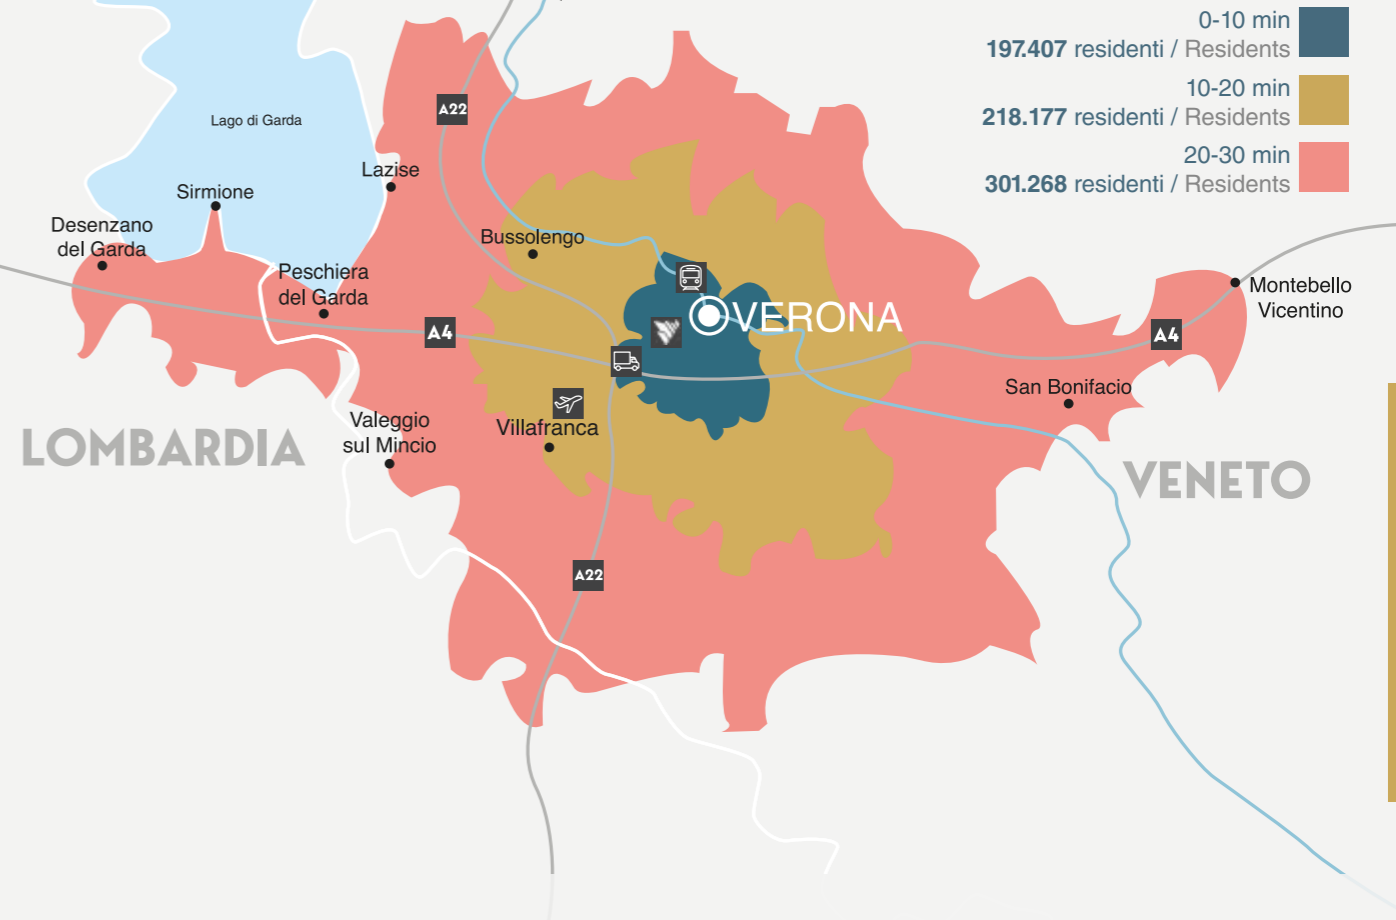 0-10 min
197.407 residenti / Residents
10-20 min
218.177 residenti / Residents
20-30 min
301.268 residenti / Residents
A22
Lago di Garda
Lazise
Sirmione
Desenzano
del Garda
Bussolengo
Peschiera
del Garda
Montebello
Vicentino
VERONA
A4
A4
San Bonifacio
Valeggio
sul Mincio
Villafranca
LOMBARDIA
VENETO
A22